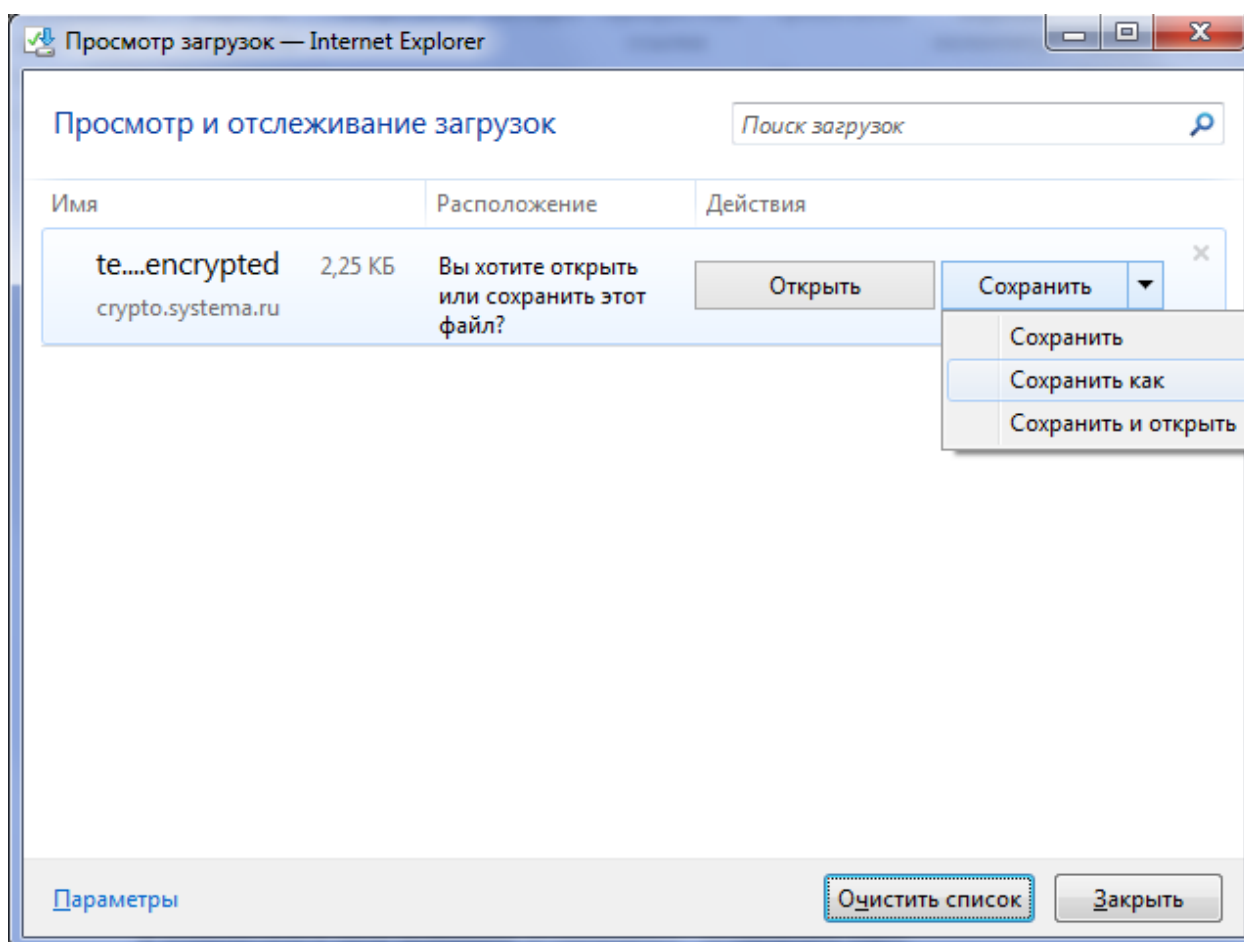 Просмотр загрузок — Internet Explorer
Просмотр и отслеживание загрузок
Поиск загрузок
Имя
Расположение
Действия
te....encrypted
2,25 КБ
crypto.systema.ru
Вы хотите открыть
или сохранить этот
файл?
Открыть
Сохранить
Сохранить
Сохранить как
Сохранить и открыть
Параметры
Очистить список
Закрыть